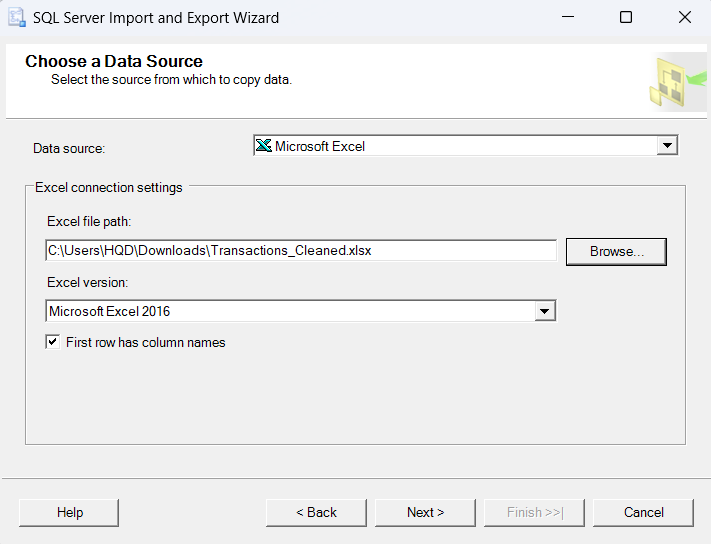 SQL Server Import and Export Wizard
Choose a Data Source
Select the source from which to copy data.
Data source:
Microsoft Excel
Excel connection settings
Excel file path:
C:\Users\HQD\Downloads\Transactions_Cleaned.xlsx
Browse...
Excel version:
Microsoft Excel 2016
First row has column names
Help
< Back
Next >
Finish >>|
Cancel